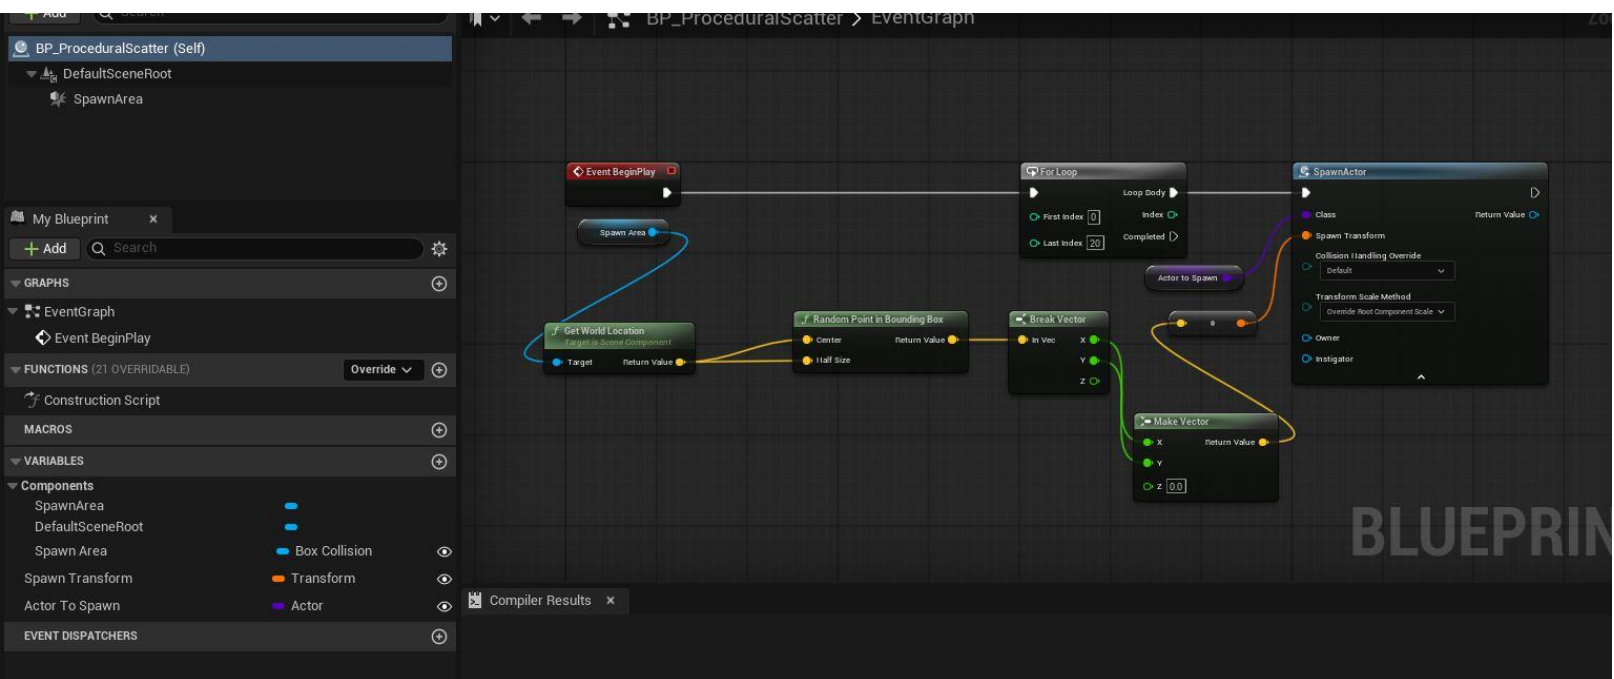 + Add
Search
BP_ProceduralScatter (Self)
DefaultSceneRoot
SpawnArea
My Blueprint
+ Add
Search
GRAPHS
EventGraph
Event BeginPlay
FUNCTIONS (21 OVERRIDABLE)
Override
Construction Script
MACROS
VARIABLES
Components
SpawnArea
DefaultSceneRoot
Spawn Area
Box Collision
Spawn Transform
Transform
Actor To Spawn
Actor
EVENT DISPATCHERS
BP_ProceduralScatter > EventGraph
Event BeginPlay
Spawn Area
Get World Location
Target is Scene Component
Target
Return Value
Random Point in Bounding Box
Center
Return Value
Half Size
For Loop
Loop Body
First Index 0
Index
Last Index 20
Completed
Actor to Spawn
Break Vector
In Vec
X
Y
Z
Make Vector
X
Return Value
Y
Z 0.0
SpawnActor
Class
Return Value
Spawn Transform
Collision Handling Override
Default
Transform Scale Method
Override Root Component Scale
Owner
Instigator
BLUEPRIN
Compiler Results